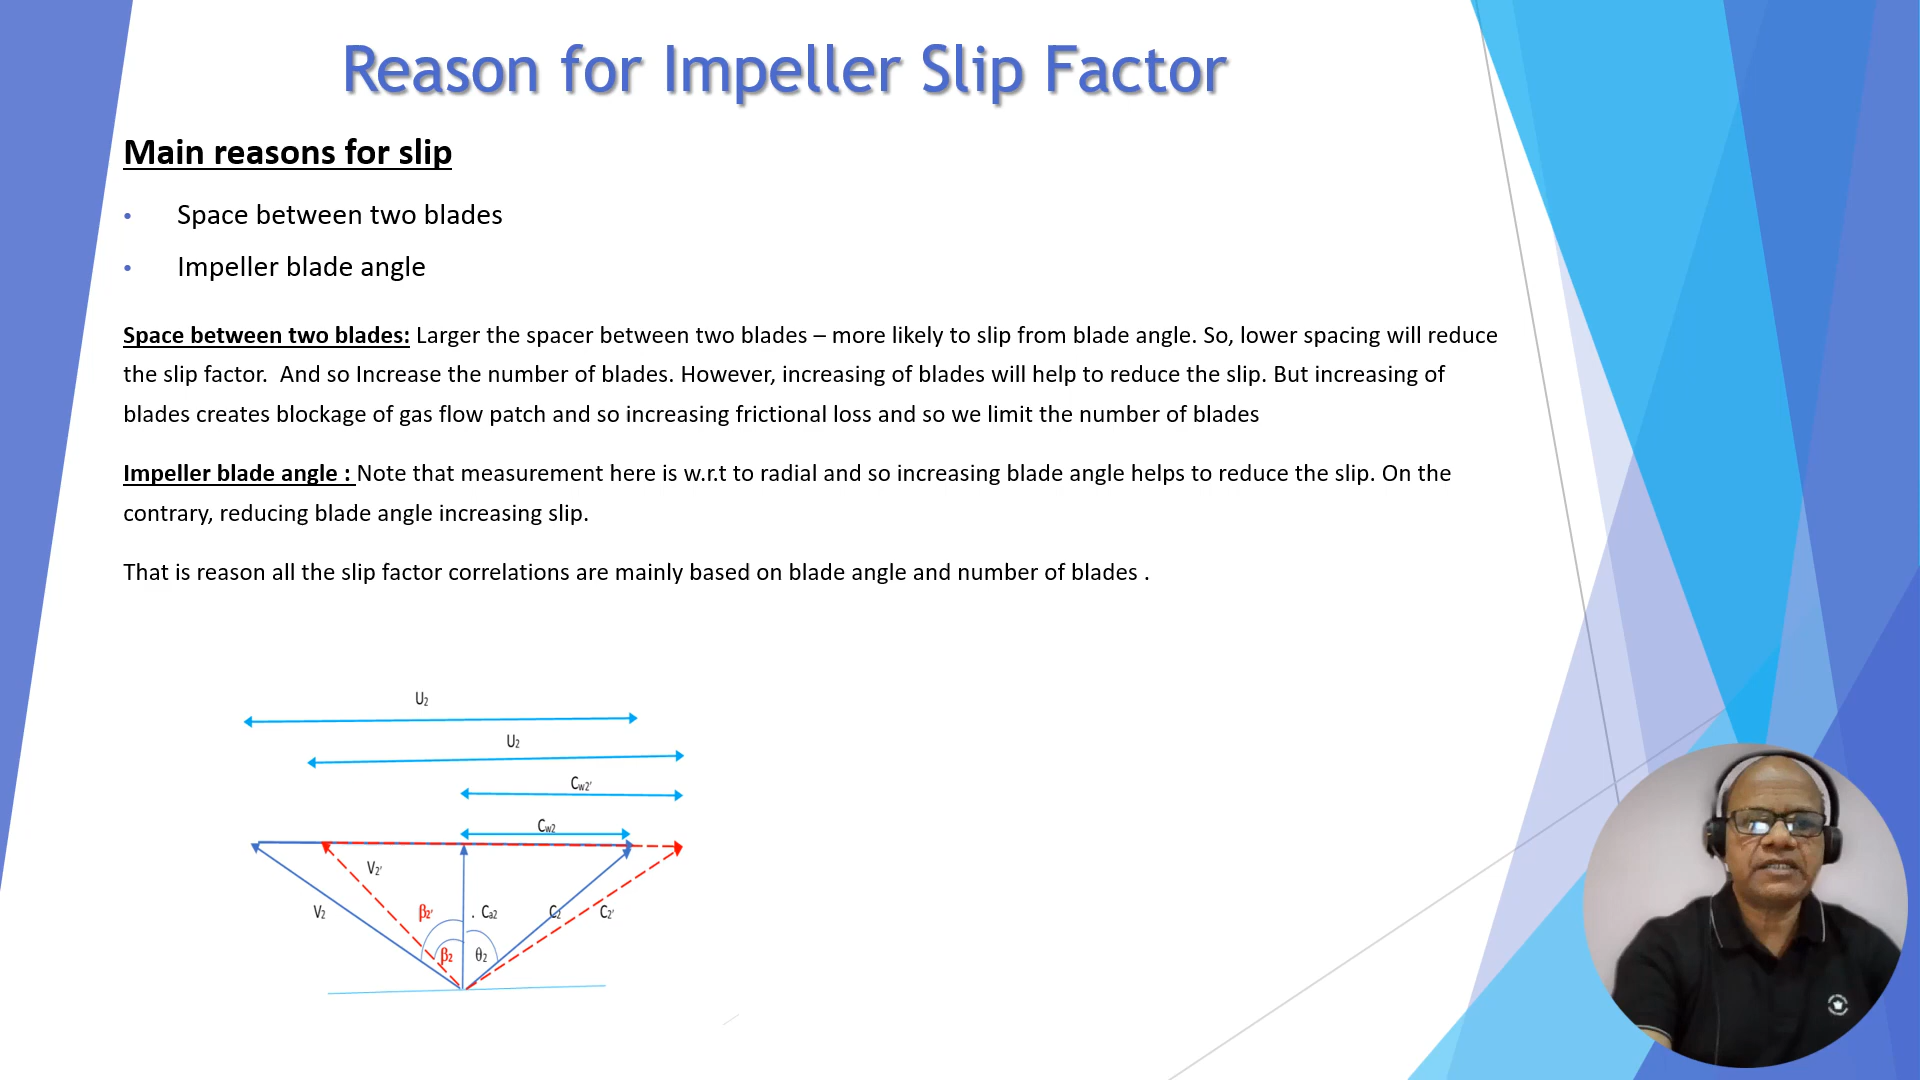 Reason for Impeller Slip Factor
Main reasons for slip
• Space between two blades
• Impeller blade angle
Space between two blades: Larger the spacer between two blades – more likely to slip from blade angle. So, lower spacing will reduce
the slip factor. And so Increase the number of blades. However, increasing of blades will help to reduce the slip. But increasing of
blades creates blockage of gas flow patch and so increasing frictional loss and so we limit the number of blades
Impeller blade angle : Note that measurement here is w.r.t to radial and so increasing blade angle helps to reduce the slip. On the
contrary, reducing blade angle increasing slip.
That is reason all the slip factor correlations are mainly based on blade angle and number of blades .
U2
U2
Cw2'
Cw2
V2'
V2
β2'
. Ca2
C2
C2'
β2
θ2